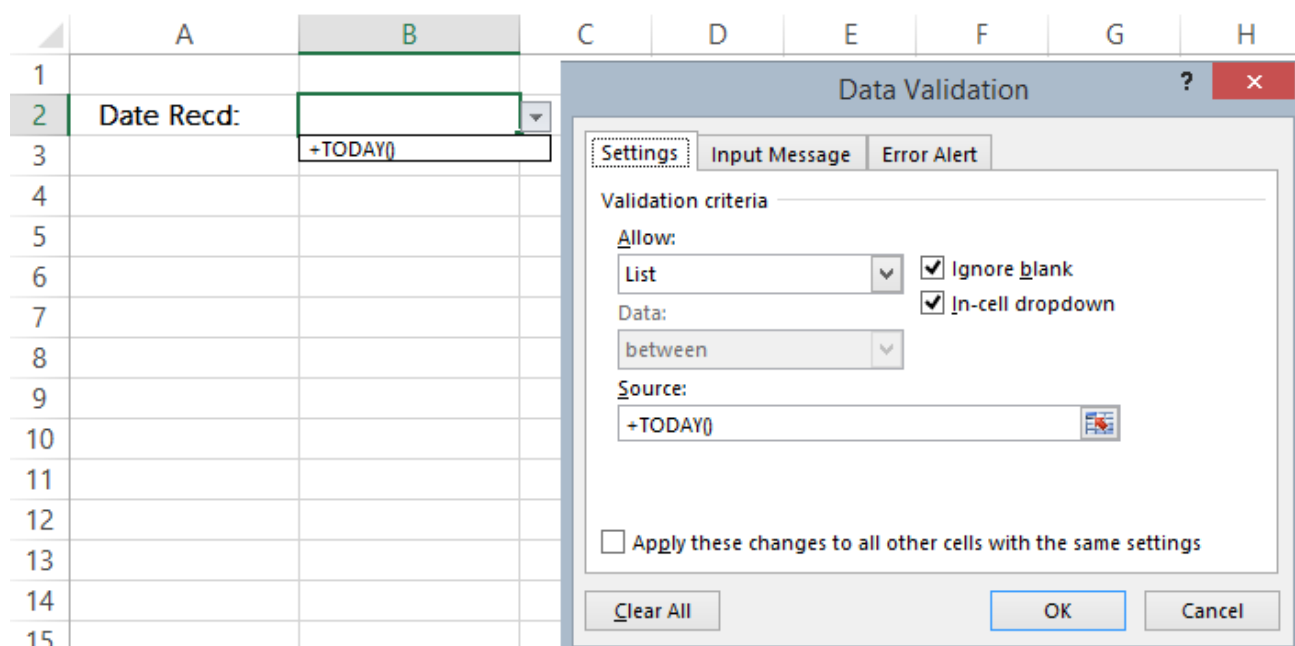 A B C D E F G H
1
2 Date Recd:
3 +TODAY()
4
5
6
7
8
9
10
11
12
13
14
15
Data Validation ? ×
Settings Input Message Error Alert
Validation criteria
Allow:
List Ignore blank
In-cell dropdown
Data:
between
Source:
+TODAY()
Apply these changes to all other cells with the same settings
Clear All OK Cancel